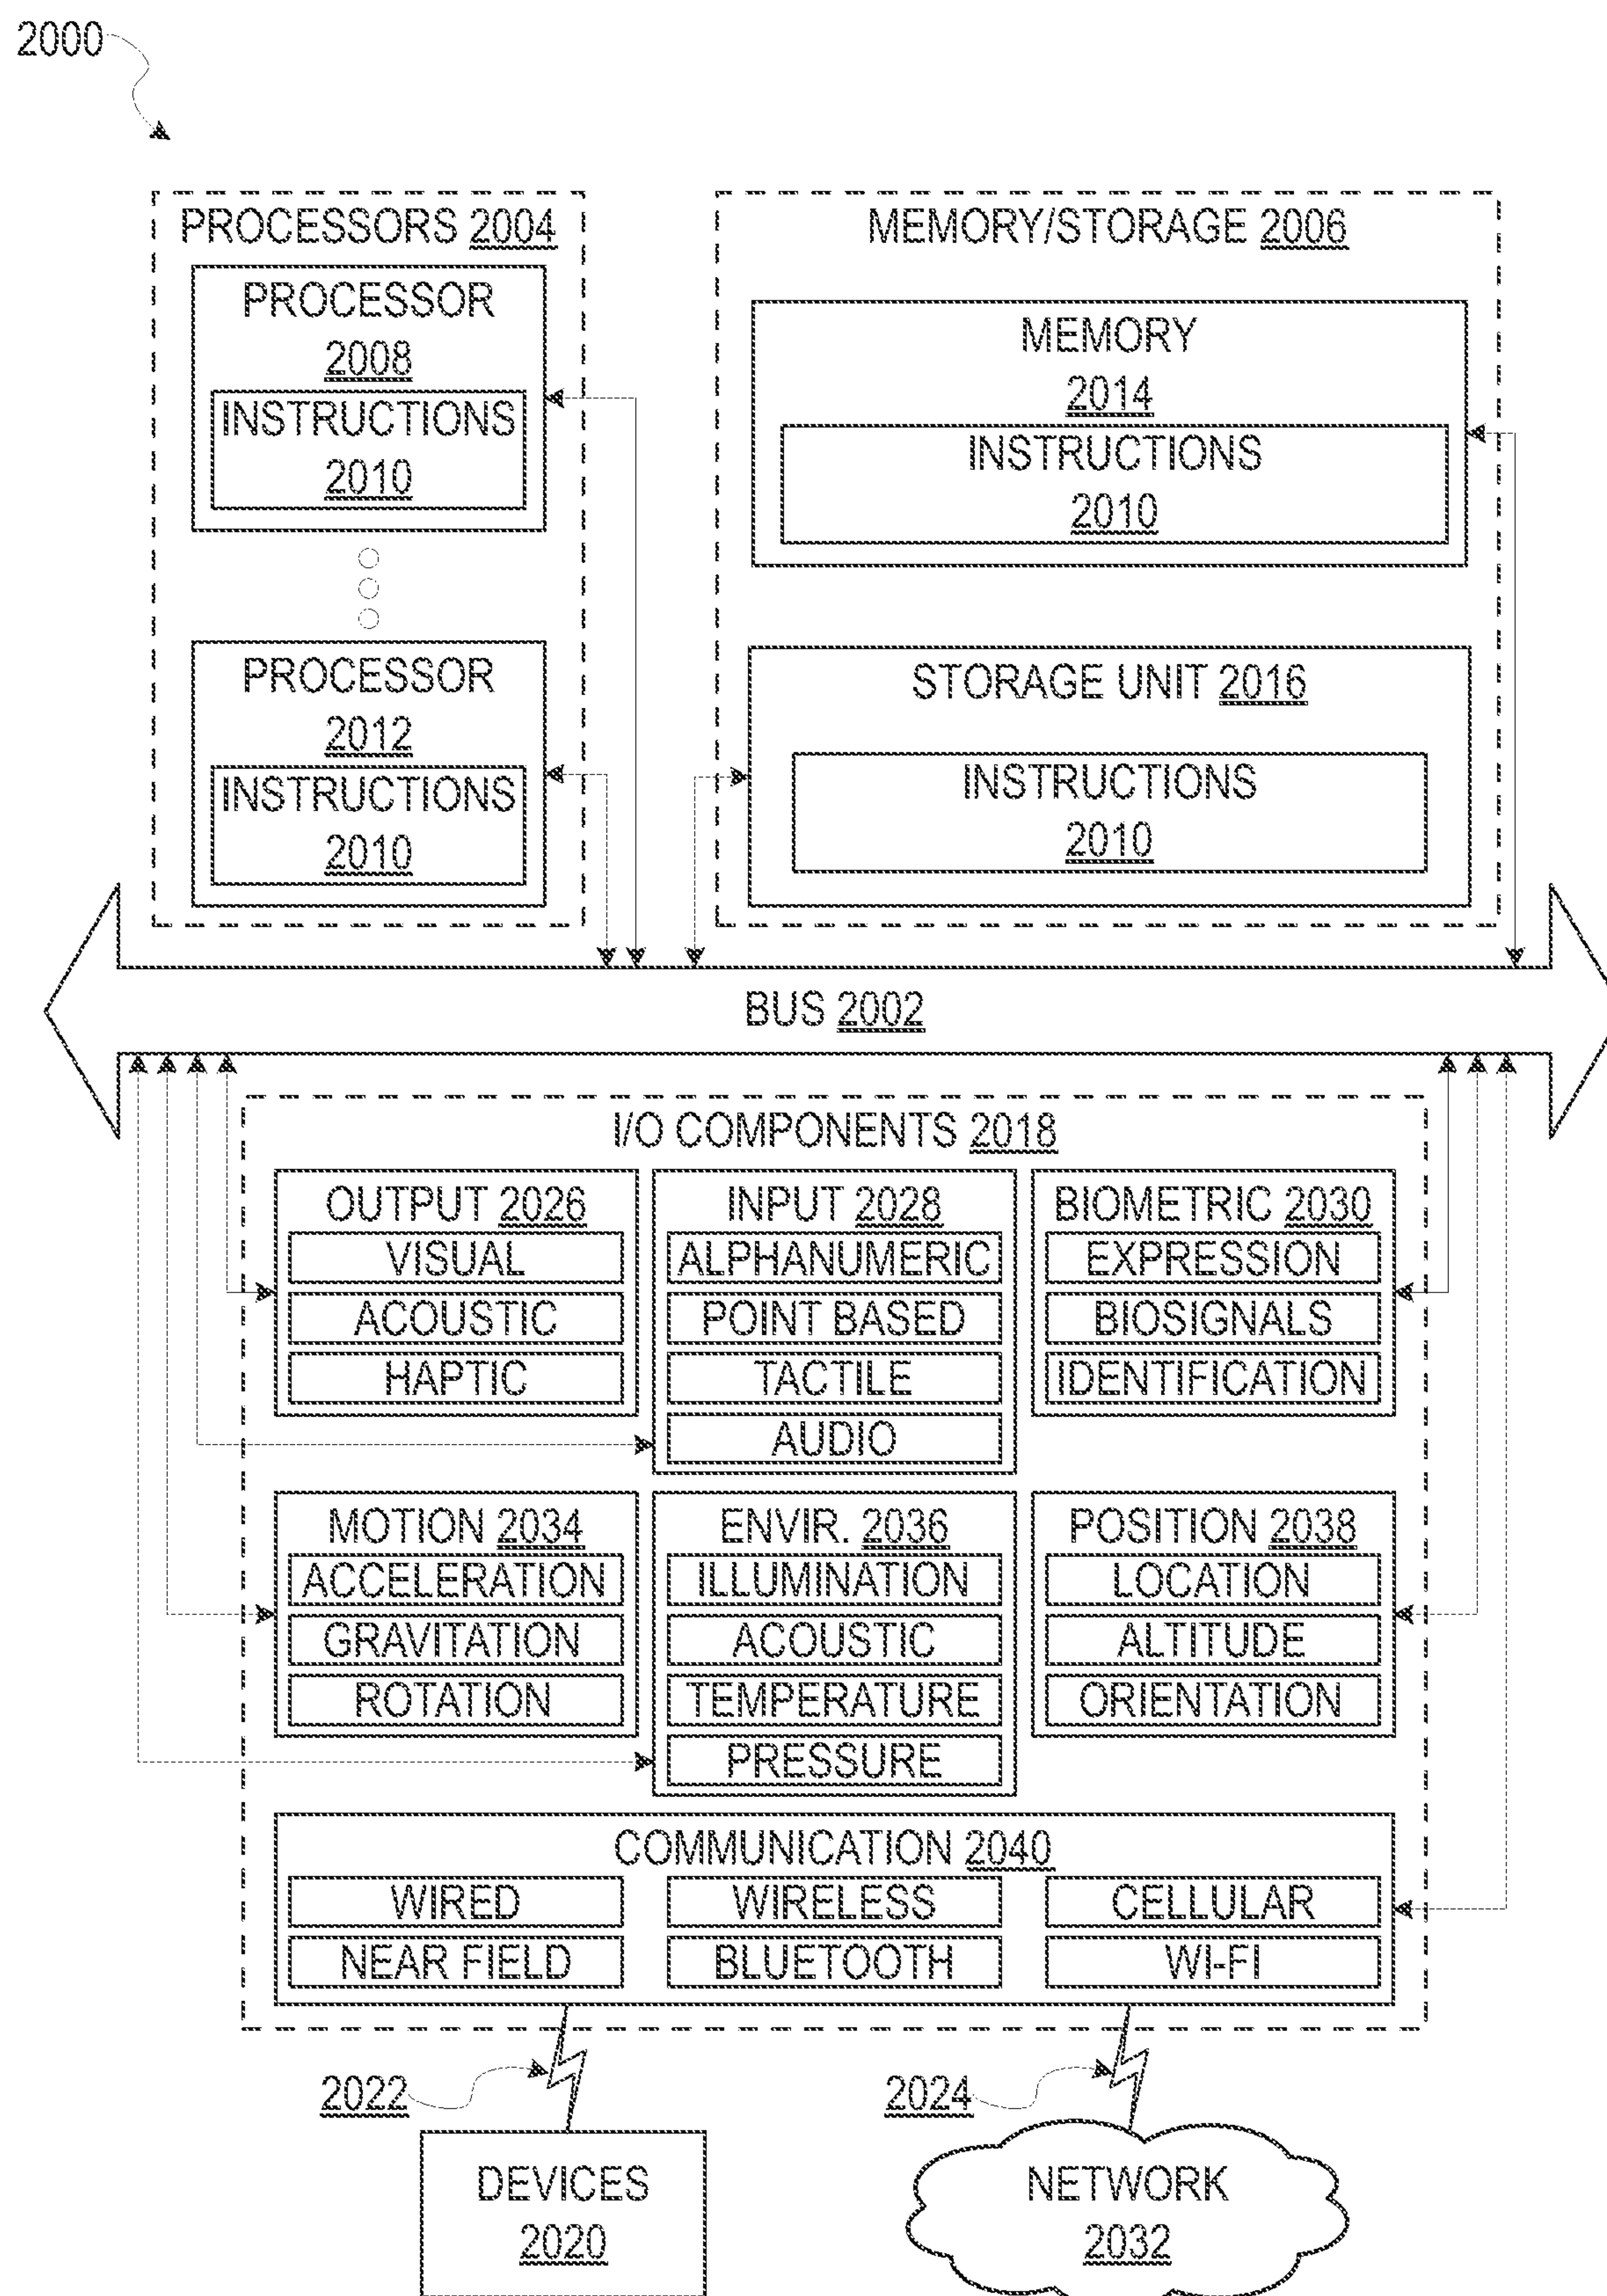 2000
PROCESSORS 2004
PROCESSOR
2008
INSTRUCTIONS
2010
PROCESSOR
2012
INSTRUCTIONS
2010
MEMORY/STORAGE 2006
MEMORY
2014
INSTRUCTIONS
2010
STORAGE UNIT 2016
INSTRUCTIONS
2010
BUS 2002
I/O COMPONENTS 2018
OUTPUT 2026
VISUAL
ACOUSTIC
HAPTIC
INPUT 2028
ALPHANUMERIC
POINT BASED
TACTILE
AUDIO
BIOMETRIC 2030
EXPRESSION
BIOSIGNALS
IDENTIFICATION
MOTION 2034
ACCELERATION
GRAVITATION
ROTATION
ENVIR. 2036
ILLUMINATION
ACOUSTIC
TEMPERATURE
PRESSURE
POSITION 2038
LOCATION
ALTITUDE
ORIENTATION
COMMUNICATION 2040
WIRED
WIRELESS
CELLULAR
NEAR FIELD
BLUETOOTH
WI-FI
2022
2024
DEVICES
2020
NETWORK
2032